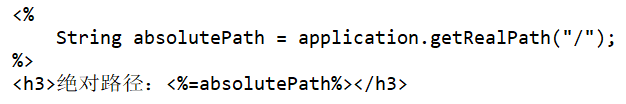 <%
    String absolutePath = application.getRealPath("/");
%>
<h3>绝对路径：<%=absolutePath%></h3>